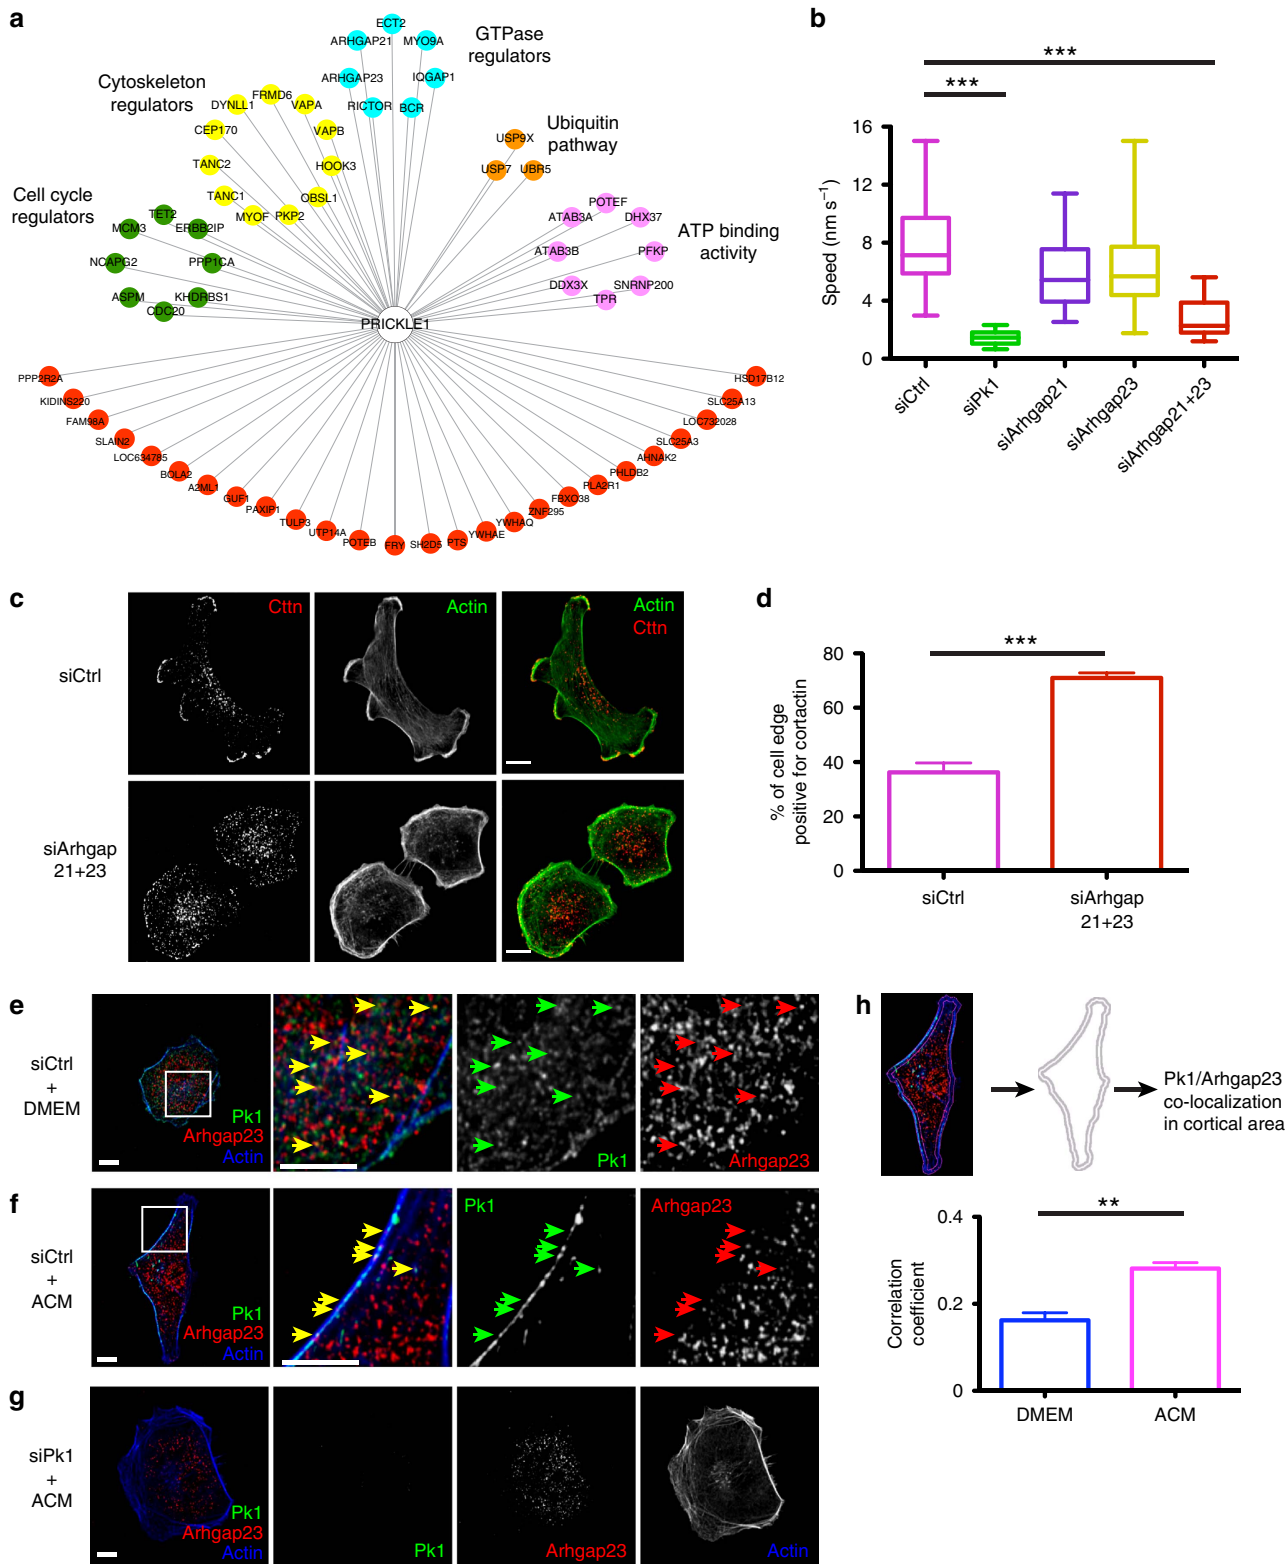 a
ECT2
ARHGAP21
MYO9A
GTPase
regulators
ARHGAP23
IQGAP1
RICTOR
BCR
Cytoskeleton
regulators
FRMD6
DYNLL1
VAPA
CEP170
VAPB
TANC2
HOOK3
TANC1
OBSL1
MYOF
PKP2
Ubiquitin
pathway
USP9X
USP7
UBR5
Cell cycle
regulators
TET2
MCM3
ERBB2IP
NCAPG2
PPP1CA
ASPM
KHDRBS1
CDC20
POTEF
ATAB3A
DHX37
ATP binding
activity
ATAB3B
PFKP
DDX3X
SNRNP200
TPR
PRICKLE1
PPP2R2A
KIDINS220
FAM98A
SLAIN2
LOC634785
BOLA2
A2ML1
GUF1
PAXIP1
TULP3
UTP14A
POTEB
FRY
SH2D5
PTS
YWHAE
YWHAQ
ZNF295
FBXO38
PLA2R1
PHLDB2
AHNAK2
SLC25A3
LOC732028
SLC25A13
HSD17B12
b
***
***
Speed (nm s⁻¹)
16
12
8
4
0
siCtrl
siPk1
siArhgap21
siArhgap23
siArhgap21+23
c
siCtrl
Cttn
Actin
Actin
Cttn
siArhgap
21+23
d
***
% of cell edge
positive for cortactin
80
60
40
20
0
siCtrl
siArhgap
21+23
e
siCtrl
+
DMEM
Pk1
Arhgap23
Actin
Pk1
Arhgap23
f
siCtrl
+
ACM
Pk1
Arhgap23
Actin
Pk1
Arhgap23
g
siPk1
+
ACM
Pk1
Arhgap23
Actin
Pk1
Arhgap23
Actin
h
Pk1/Arhgap23
co-localization
in cortical area
**
Correlation
coefficient
0.4
0.2
0
DMEM
ACM